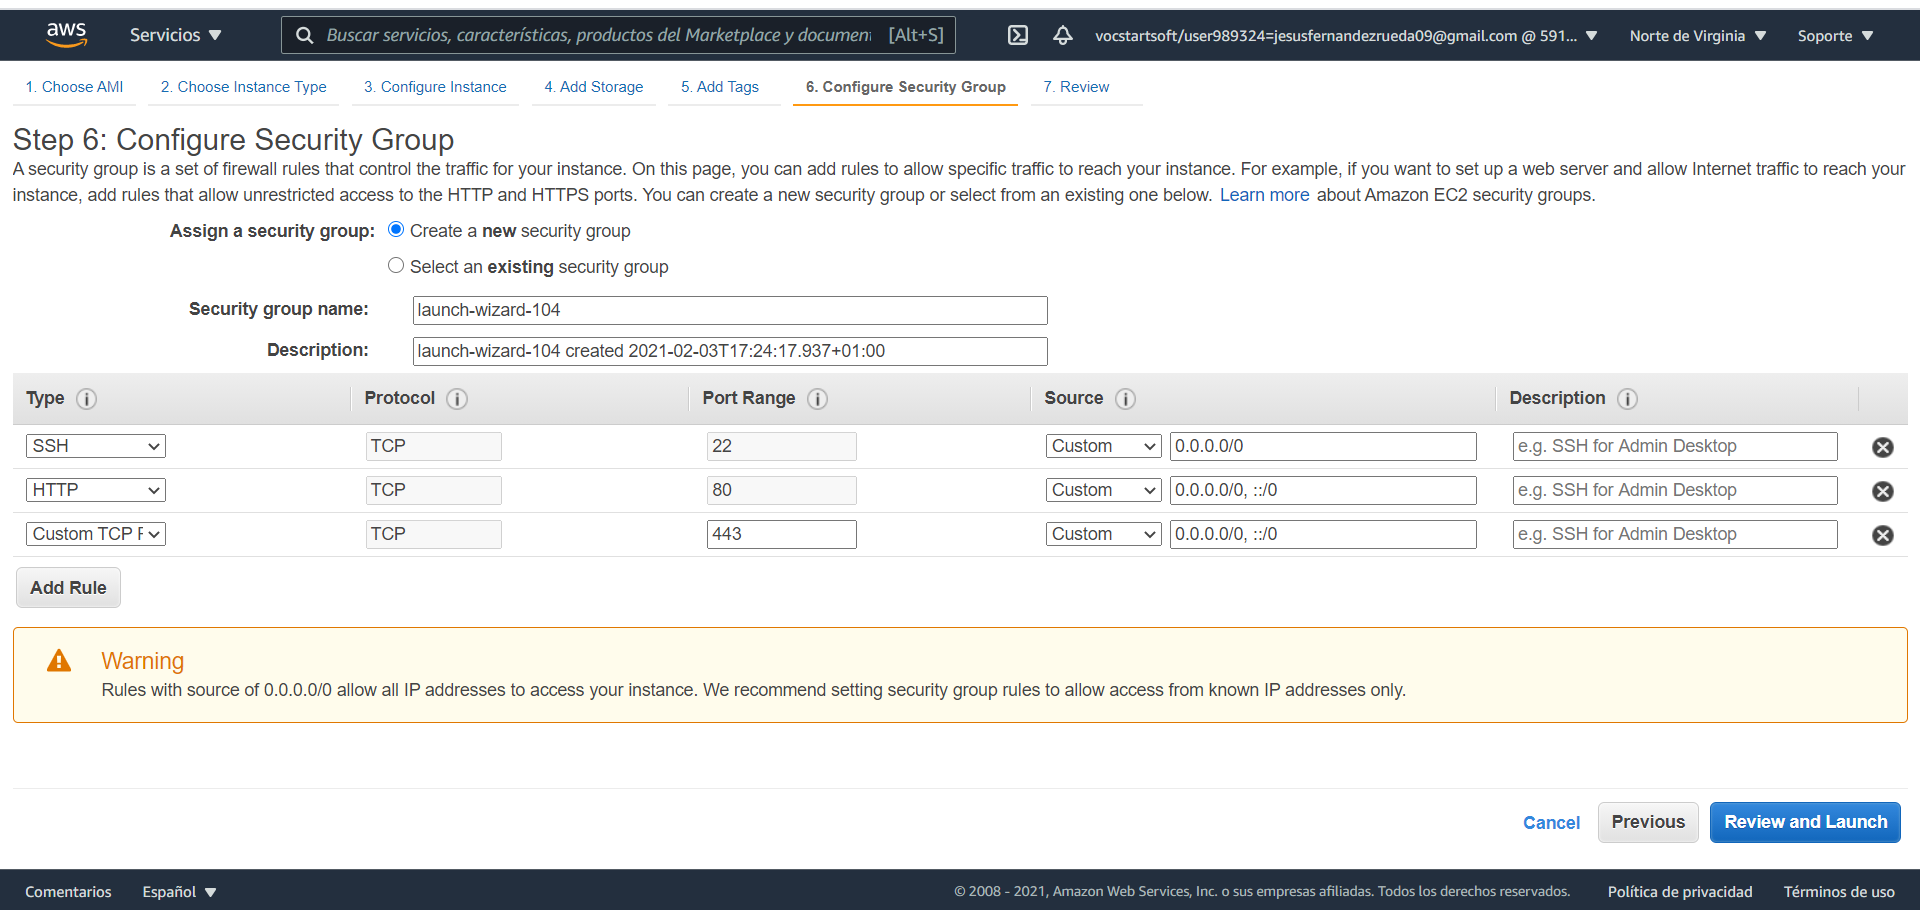 aws
Servicios
Buscar servicios, características, productos del Marketplace y documen [Alt+S]
vocstartsoft/user989324=jesusfernandezrueda09@gmail.com @ 591...
Norte de Virginia
Soporte
1. Choose AMI
2. Choose Instance Type
3. Configure Instance
4. Add Storage
5. Add Tags
6. Configure Security Group
7. Review
Step 6: Configure Security Group
A security group is a set of firewall rules that control the traffic for your instance. On this page, you can add rules to allow specific traffic to reach your instance. For example, if you want to set up a web server and allow Internet traffic to reach your
instance, add rules that allow unrestricted access to the HTTP and HTTPS ports. You can create a new security group or select from an existing one below. Learn more about Amazon EC2 security groups.
Assign a security group: Create a new security group
Select an existing security group
Security group name: launch-wizard-104
Description: launch-wizard-104 created 2021-02-03T17:24:17.937+01:00
Type Protocol Port Range Source Description
SSH TCP 22 Custom 0.0.0.0/0 e.g. SSH for Admin Desktop
HTTP TCP 80 Custom 0.0.0.0/0, ::/0 e.g. SSH for Admin Desktop
Custom TCP TCP 443 Custom 0.0.0.0/0, ::/0 e.g. SSH for Admin Desktop
Add Rule
Warning
Rules with source of 0.0.0.0/0 allow all IP addresses to access your instance. We recommend setting security group rules to allow access from known IP addresses only.
Cancel
Previous
Review and Launch
Comentarios
Español
© 2008 - 2021, Amazon Web Services, Inc. o sus empresas afiliadas. Todos los derechos reservados.
Política de privacidad
Términos de uso